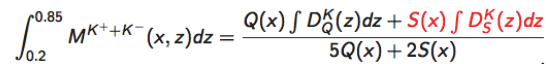 ∫_{0.2}^{0.85} M^{K^+ + K^-}(x, z)dz = \frac{Q(x) ∫ D_Q^K(z)dz + S(x) ∫ D_S^K(z)dz}{5Q(x) + 2S(x)}